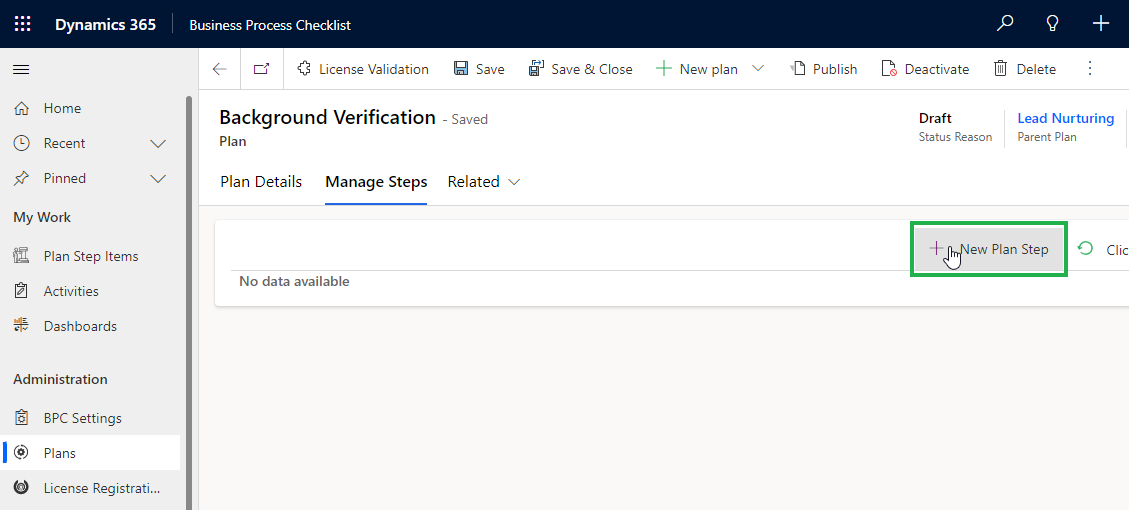 Dynamics 365 Business Process Checklist
License Validation Save Save & Close New plan Publish Deactivate Delete
Home
Recent
Pinned
My Work
Plan Step Items
Activities
Dashboards
Administration
BPC Settings
Plans
License Registrati...
Background Verification - Saved
Plan
Draft
Status Reason
Lead Nurturing
Parent Plan
Plan Details Manage Steps Related
New Plan Step Clic
No data available